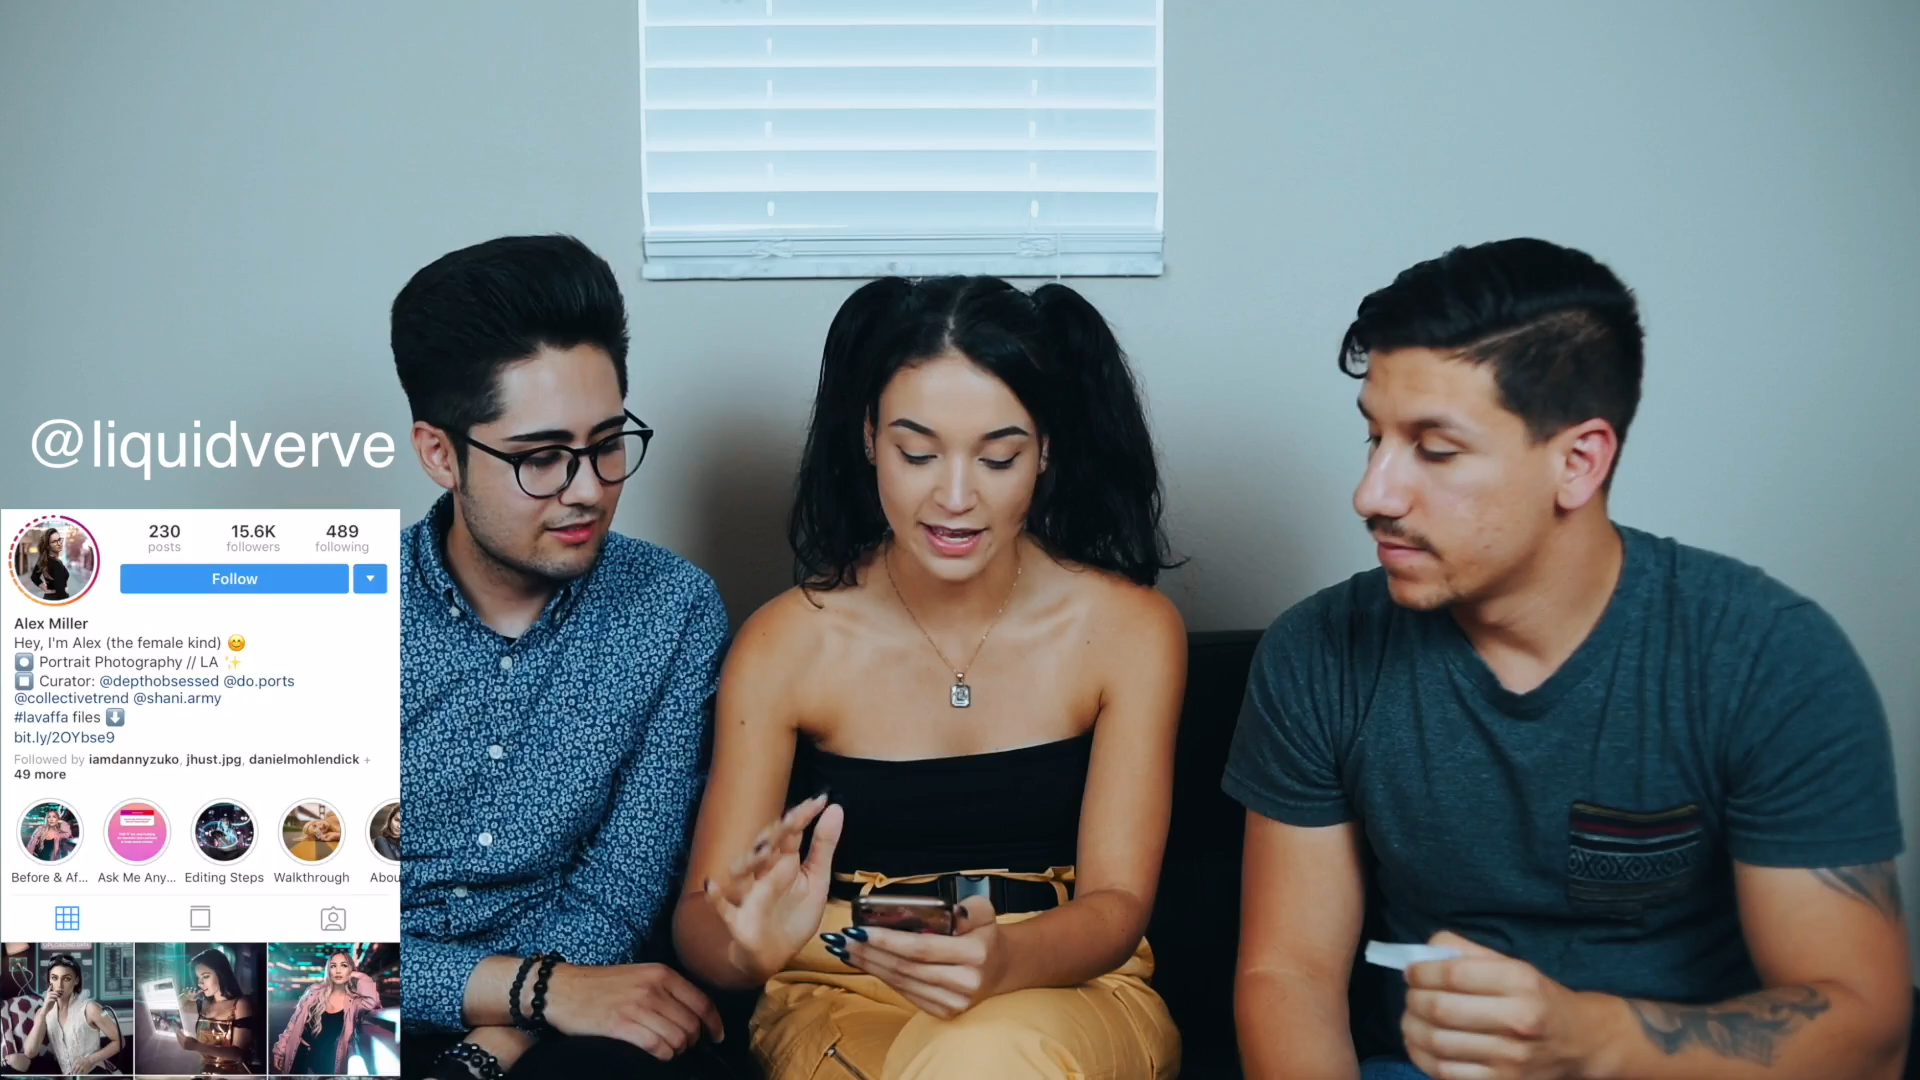 @liquidverve
230 15.6K 489
posts followers following
Follow
Alex Miller
Hey, I'm Alex (the female kind) 😊
Portrait Photography // LA ✨
Curator: @depthobsessed @do.ports
@collectivetrend @shani.army
#lavaffa files ⬇️
bit.ly/2OYbse9
Followed by iamdannyzuko, jhust.jpg, danielmohlendick +
49 more
Before & Af... Ask Me Any... Editing Steps Walkthrough Abou